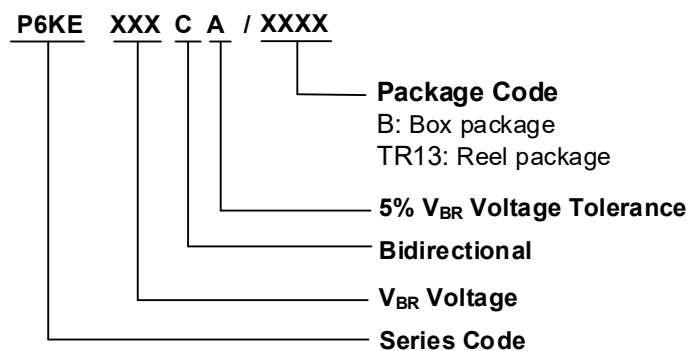 P6KE XXX C A / XXXX
Package Code
B: Box package
TR13: Reel package
5% VBR Voltage Tolerance
Bidirectional
VBR Voltage
Series Code